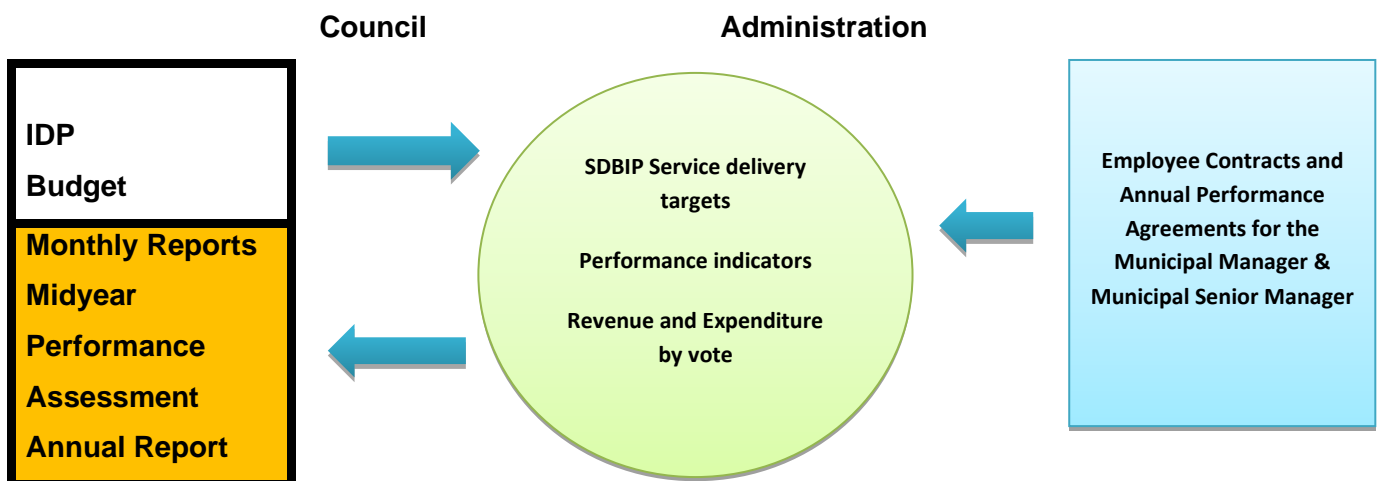 Council Administration
IDP
Budget
Monthly Reports
Midyear
Performance
Assessment
Annual Report
SDBIP Service delivery
targets
Performance indicators
Revenue and Expenditure
by vote
Employee Contracts and
Annual Performance
Agreements for the
Municipal Manager &
Municipal Senior Manager